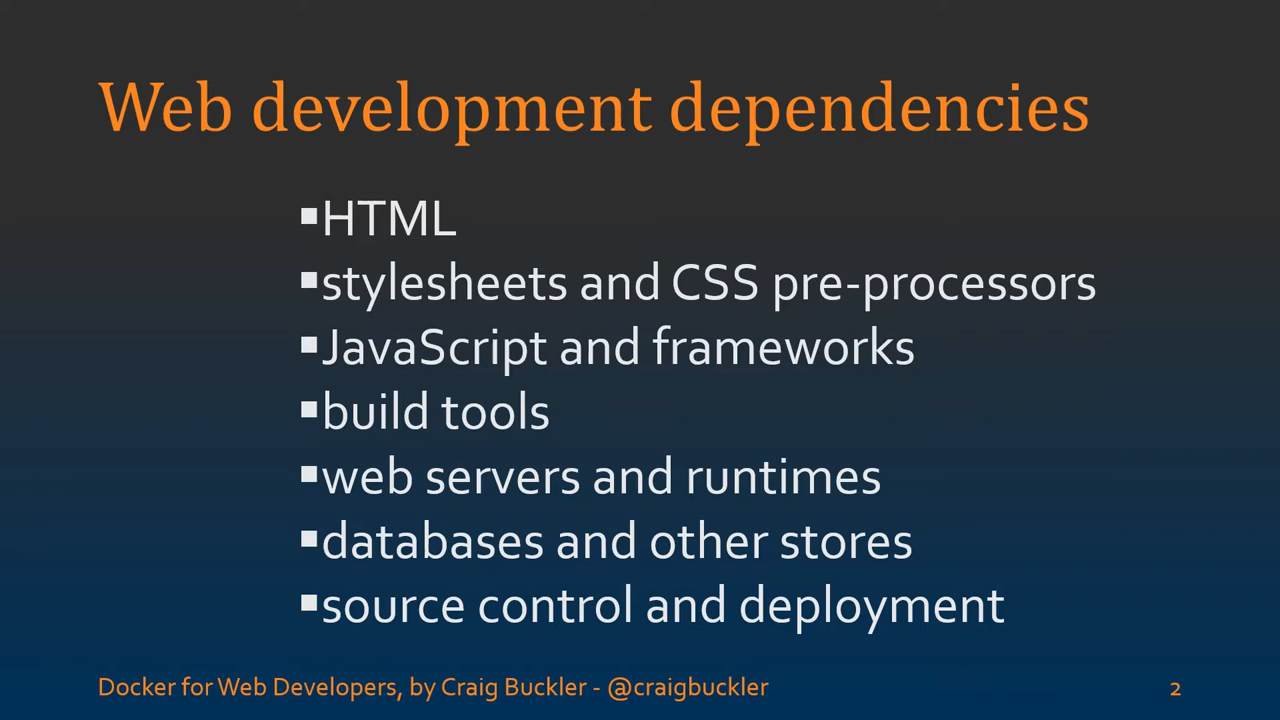 Web development dependencies
▪HTML
▪stylesheets and CSS pre-processors
▪JavaScript and frameworks
▪build tools
▪web servers and runtimes
▪databases and other stores
▪source control and deployment
Docker for Web Developers, by Craig Buckler - @craigbuckler 2